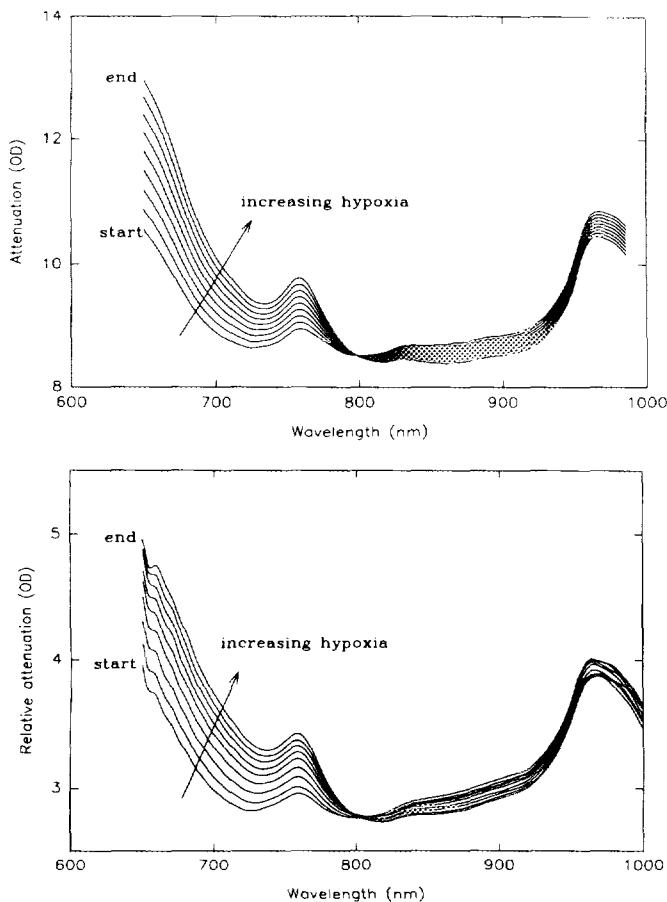 14
end
12
Attenuation (OD)
increasing hypoxia
start
10
8
600
700
800
900
1000
Wavelength (nm)
5
end
increasing hypoxia
start
4
Relative attenuation (OD)
3
600
700
800
900
1000
Wavelength (nm)